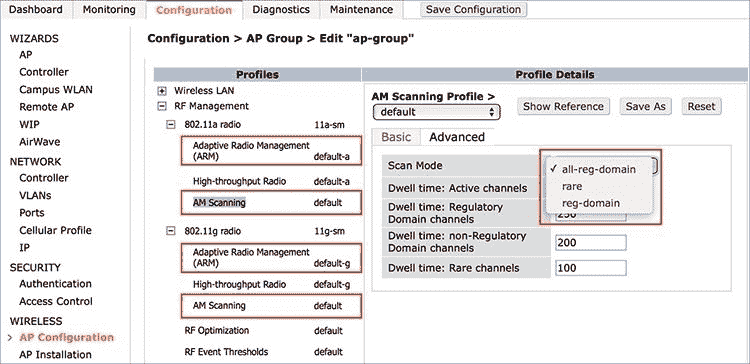 Dashboard Monitoring Configuration Diagnostics Maintenance Save Configuration
WIZARDS
AP
Controller
Campus WLAN
Remote AP
WIP
AirWave
NETWORK
Controller
VLANs
Ports
Cellular Profile
IP
SECURITY
Authentication
Access Control
WIRELESS
AP Configuration
AP Installation
Configuration > AP Group > Edit "ap-group"
Profiles
Wireless LAN
RF Management
802.11a radio 11a-sm
Adaptive Radio Management
(ARM) default-a
High-throughput Radio default-a
AM Scanning default
802.11g radio 11g-sm
Adaptive Radio Management
(ARM) default-g
High-throughput Radio default-g
AM Scanning default
RF Optimization default
RF Event Thresholds default
Profile Details
AM Scanning Profile >
default Show Reference Save As Reset
Basic Advanced
Scan Mode
✓ all-reg-domain
rare
reg-domain
Dwell time: Active channels
Dwell time: Regulatory
Domain channels 250
Dwell time: non-Regulatory
Domain channels 200
Dwell time: Rare channels 100